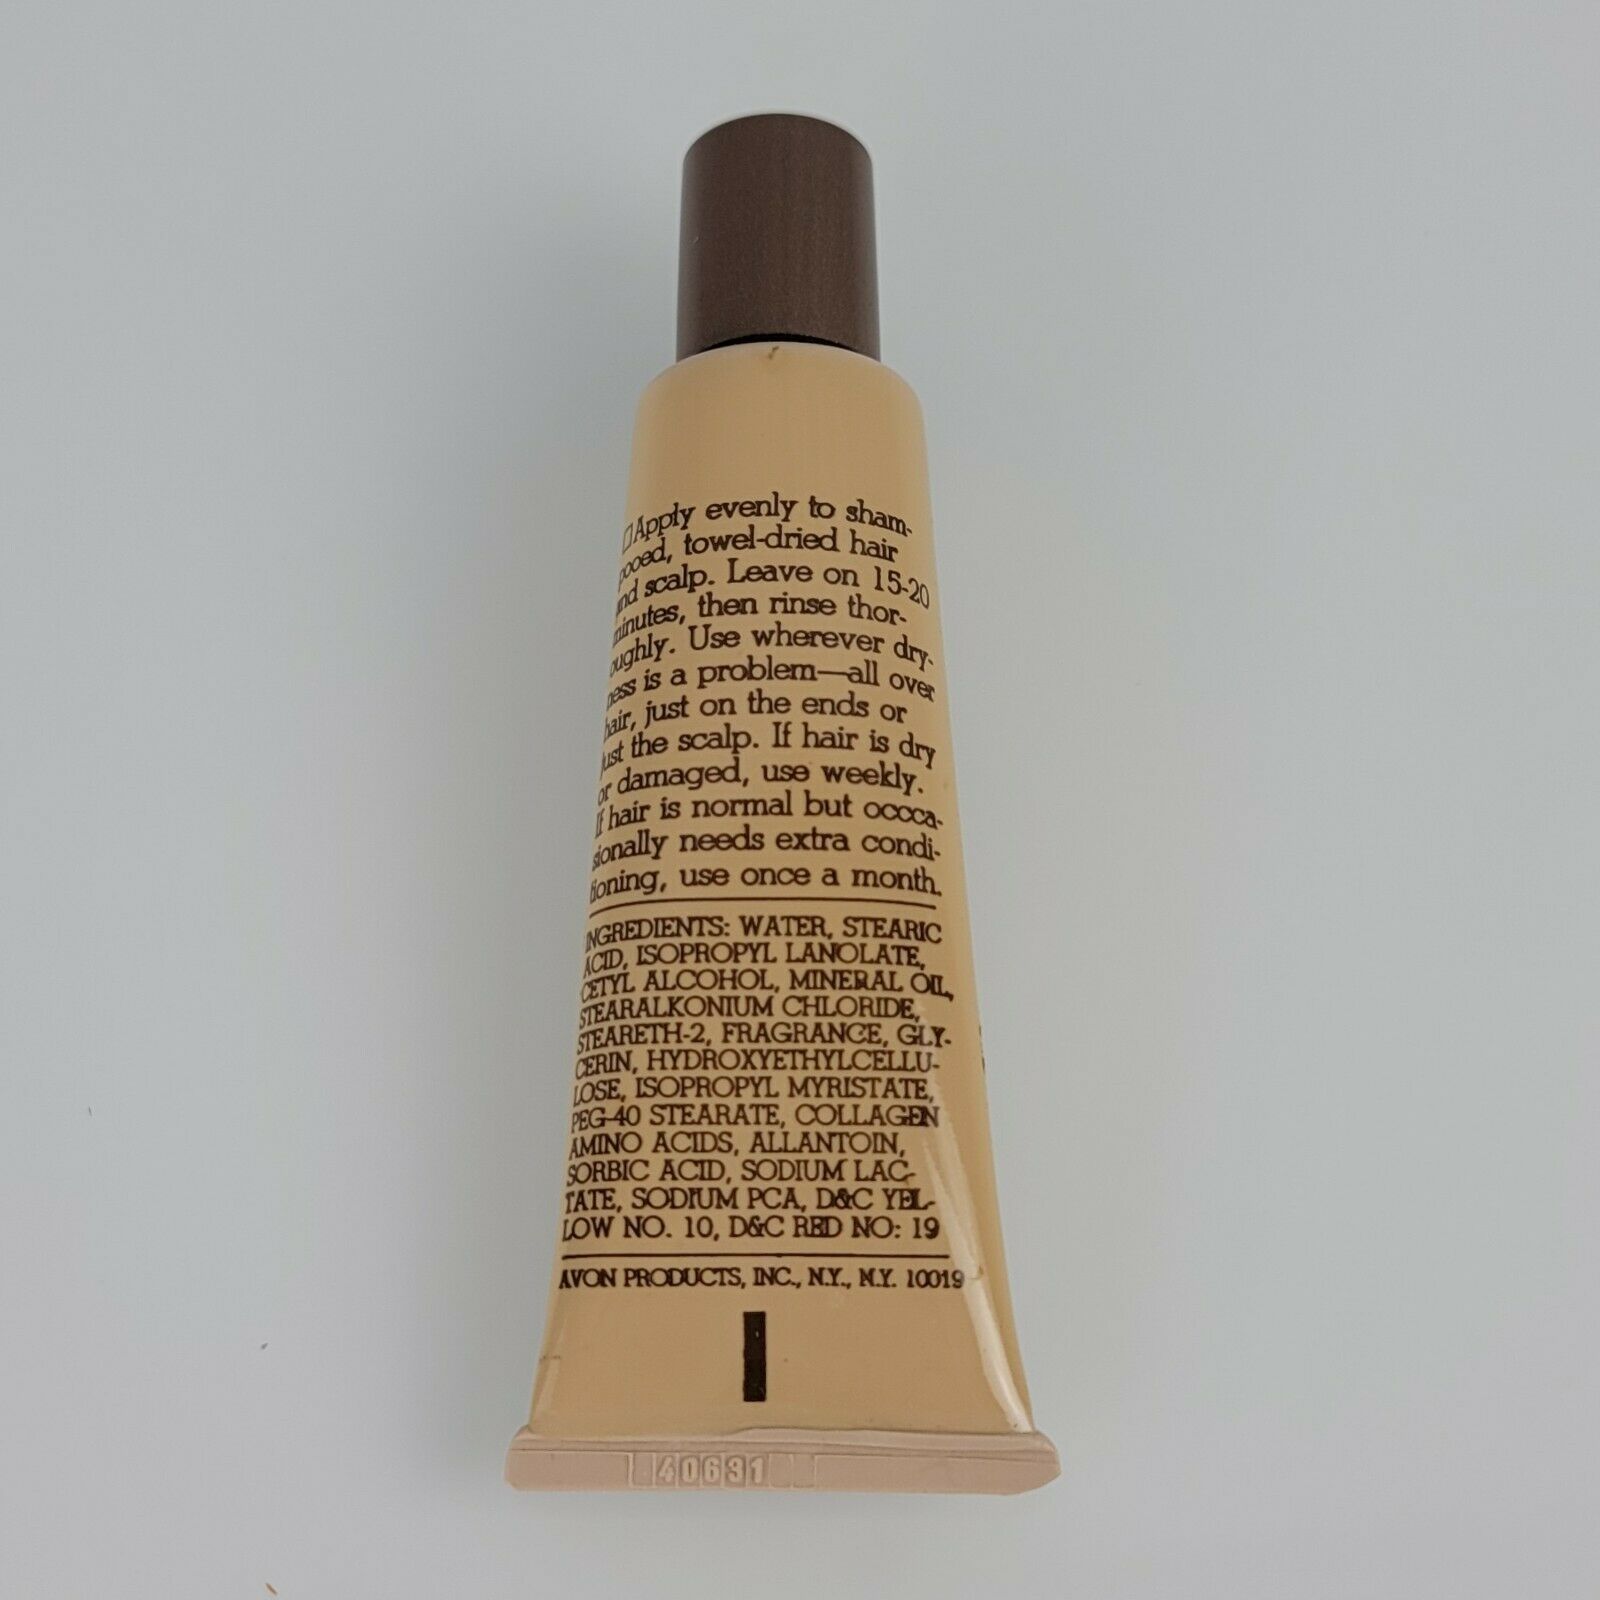 □Apply evenly to sham-
pooed, towel-dried hair
and scalp. Leave on 15-20
minutes, then rinse thor-
oughly. Use wherever dry-
ness is a problem—all over
hair, just on the ends or
just the scalp. If hair is dry
or damaged, use weekly.
If hair is normal but occca-
sionally needs extra condi-
tioning, use once a month.
INGREDIENTS: WATER, STEARIC
ACID, ISOPROPYL LANOLATE,
CETYL ALCOHOL, MINERAL OIL,
STEARALKONIUM CHLORIDE,
STEARETH-2, FRAGRANCE, GLY-
CERIN, HYDROXYETHYLCELLU-
LOSE, ISOPROPYL MYRISTATE,
PEG-40 STEARATE, COLLAGEN
AMINO ACIDS, ALLANTOIN,
SORBIC ACID, SODIUM LAC-
TATE, SODIUM PCA, D&C YEL-
LOW NO. 10, D&C RED NO: 19
AVON PRODUCTS, INC., N.Y., N.Y. 10019
40631